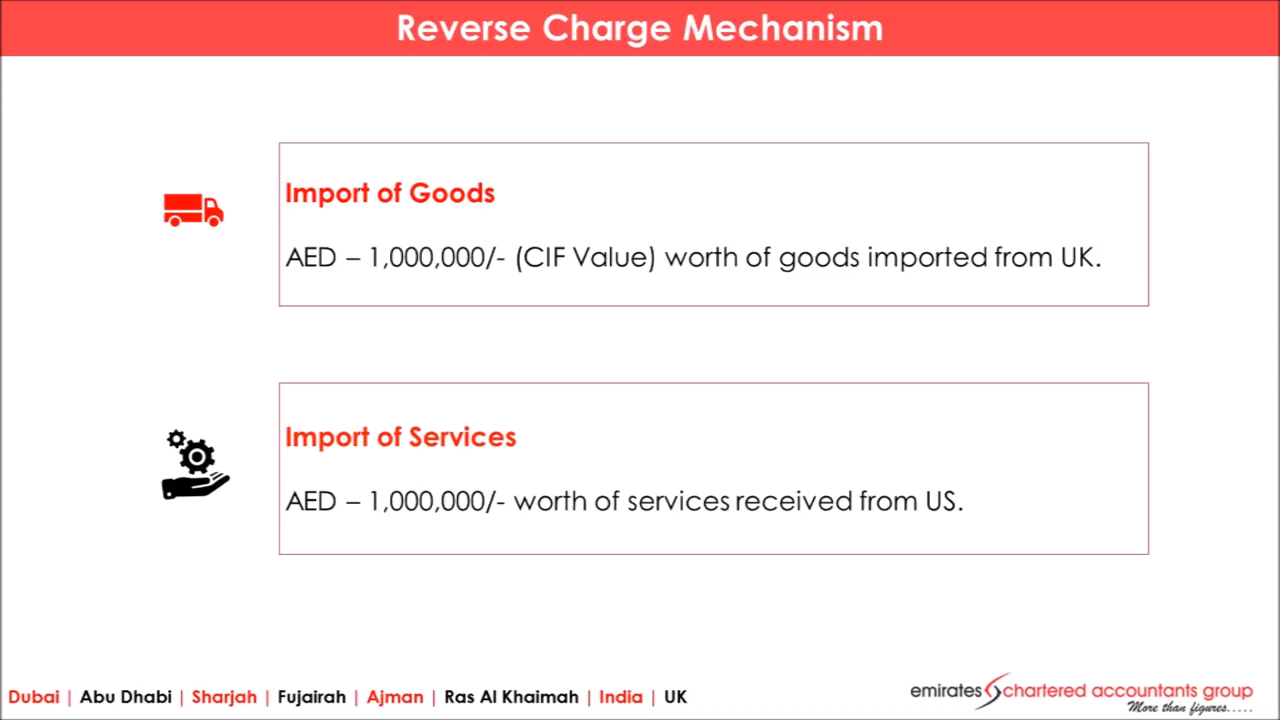 Reverse Charge Mechanism
Import of Goods
AED – 1,000,000/- (CIF Value) worth of goods imported from UK.
Import of Services
AED – 1,000,000/- worth of services received from US.
Dubai | Abu Dhabi | Sharjah | Fujairah | Ajman | Ras Al Khaimah | India | UK
emirates chartered accountants group
More than figures.....